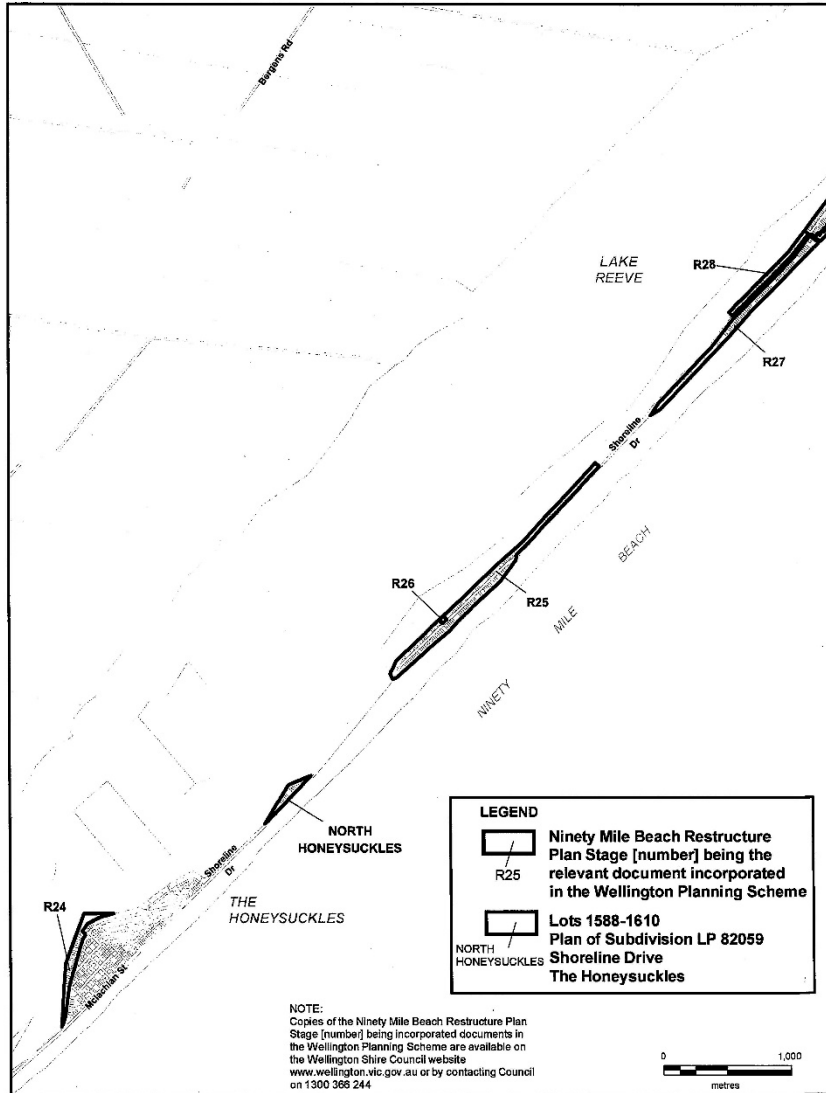 Bergens Rd
LAKE
REEVE
R28
R27
Shoreline
Dr
BEACH
R26
R25
MILE
NINETY
NORTH
HONEYSUCKLES
Shoreline
Dr
THE
HONEYSUCKLES
R24
Mclachlan St
LEGEND
R25
Ninety Mile Beach Restructure
Plan Stage [number] being the
relevant document incorporated
in the Wellington Planning Scheme
NORTH
HONEYSUCKLES
Lots 1588-1610
Plan of Subdivision LP 82059
Shoreline Drive
The Honeysuckles
NOTE:
Copies of the Ninety Mile Beach Restructure Plan
Stage [number] being incorporated documents in
the Wellington Planning Scheme are available on
the Wellington Shire Council website
www.wellington.vic.gov.au or by contacting Council
on 1300 366 244
0 1,000
metres